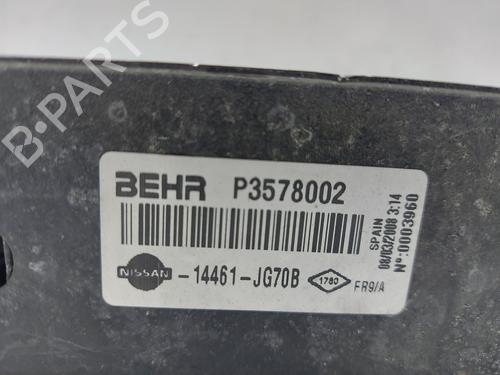 B-PARTS
BEHR P3578002
NISSAN -14461-JG70B 1780 FR9/A
SPAIN
08/03/2008 3:14
Nº:0003960